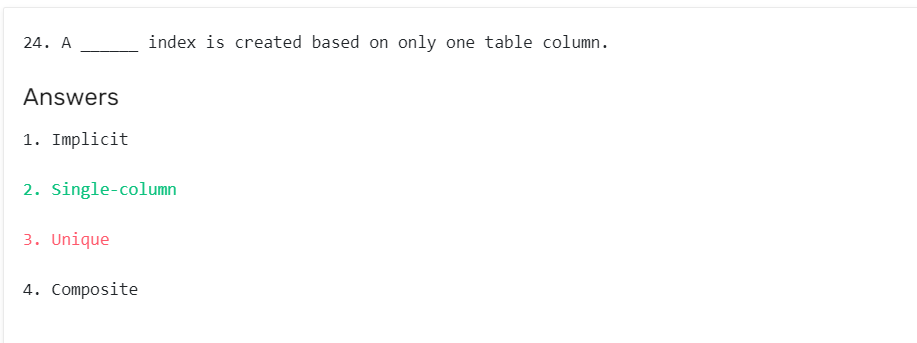 24. A ______ index is created based on only one table column.
Answers
1. Implicit
2. Single-column
3. Unique
4. Composite